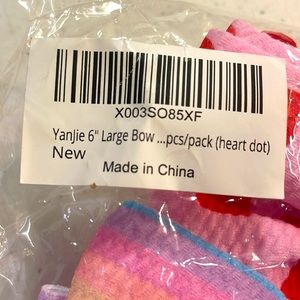 X003SO85XF
YanJie 6" Large Bow ...pcs/pack (heart dot)
New
Made in China